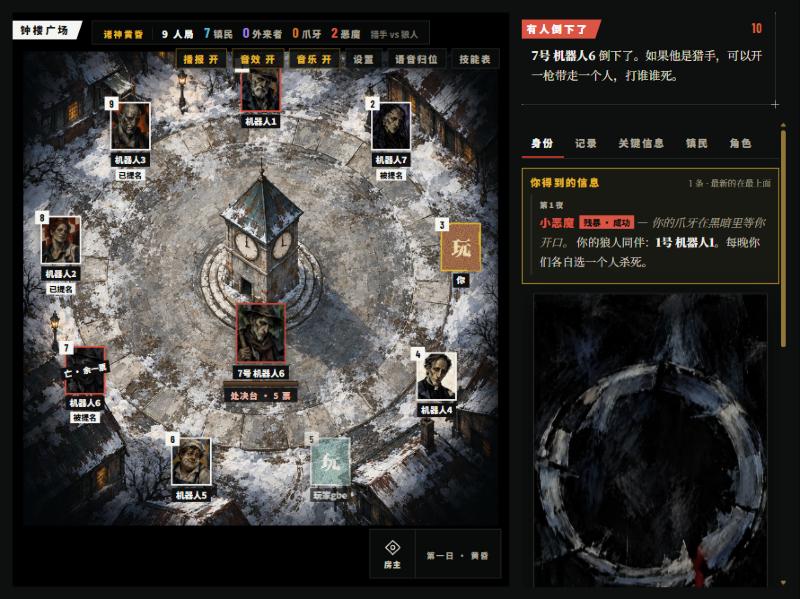 钟楼广场
诸神黄昏 9 人局 7 镇民 0 外来者 0 爪牙 2 恶魔 猎手 vs 狼人
播报 开 音效 开 音乐 开 设置 语音归位 技能表
机器人1
9
机器人3
已提名
2
机器人7
被提名
8
机器人2
已提名
3
玩
你
7
亡 · 余一票
机器人6
被提名
7号 机器人6
处决台 · 5 票
4
机器人4
6
机器人5
5
玩
玩家gbe
房主
第一日 · 黄昏
有人倒下了 10
7号 机器人6 倒下了。如果他是猎手，可以开
一枪带走一个人，打谁谁死。
身份 记录 关键信息 镇民 角色
你得到的信息 1 条 · 最新的在最上面
第 1 夜
小恶魔 残暴 · 成功 — 你的爪牙在黑暗里等你
开口。 你的狼人同伴：1号 机器人1。每晚你
们各自选一个人杀死。